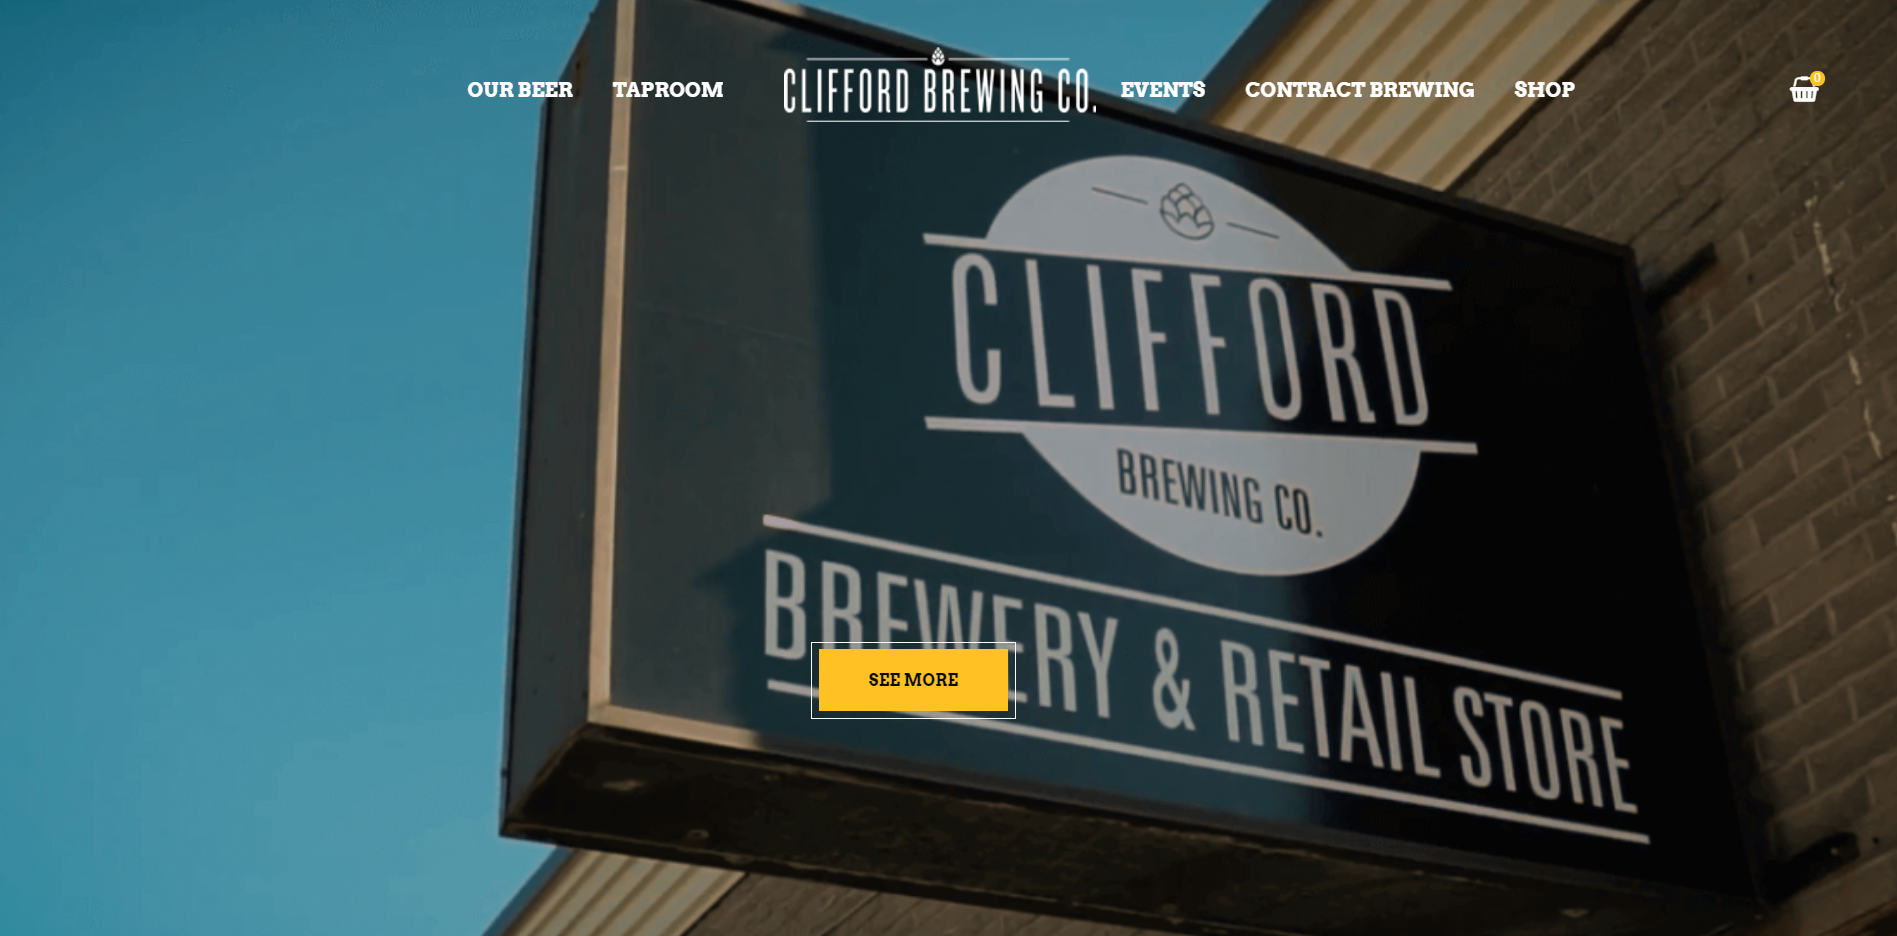 OUR BEER
TAPROOM
CLIFFORD BREWING CO.
EVENTS
CONTRACT BREWING
SHOP
0
CLIFFORD
BREWING CO.
BREWERY & RETAIL STORE
SEE MORE